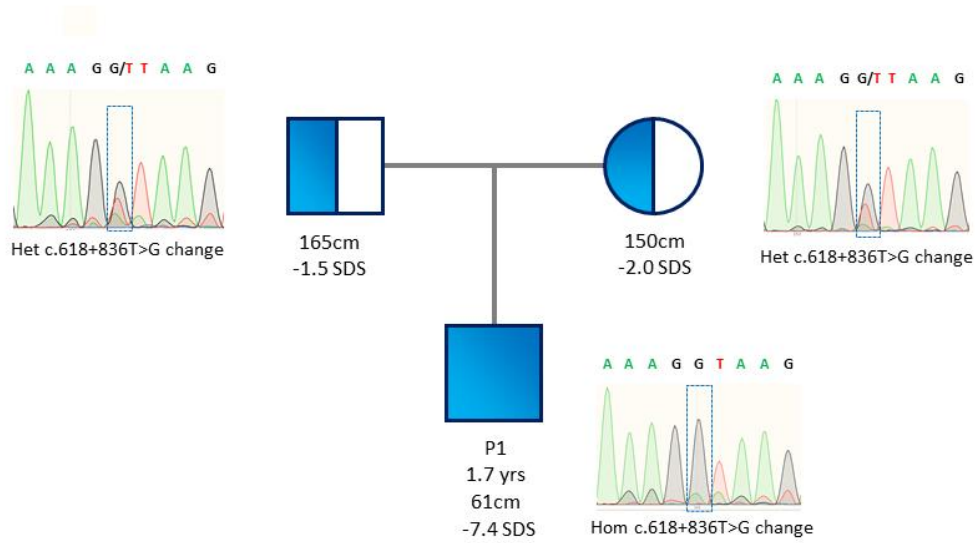 A A A G G/T T A A G
Het c.618+836T>G change
165cm
-1.5 SDS
150cm
-2.0 SDS
A A A G G/T T A A G
Het c.618+836T>G change
P1
1.7 yrs
61cm
-7.4 SDS
A A A G G T A A G
Hom c.618+836T>G change